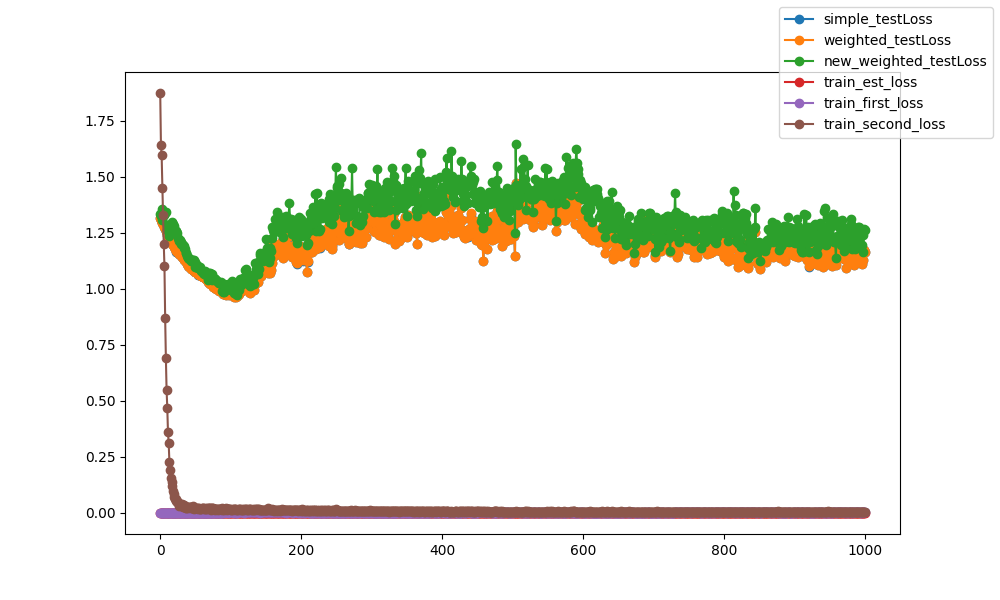 simple_testLoss
weighted_testLoss
new_weighted_testLoss
train_est_loss
train_first_loss
train_second_loss
1.75
1.50
1.25
1.00
0.75
0.50
0.25
0.00
0 200 400 600 800 1000